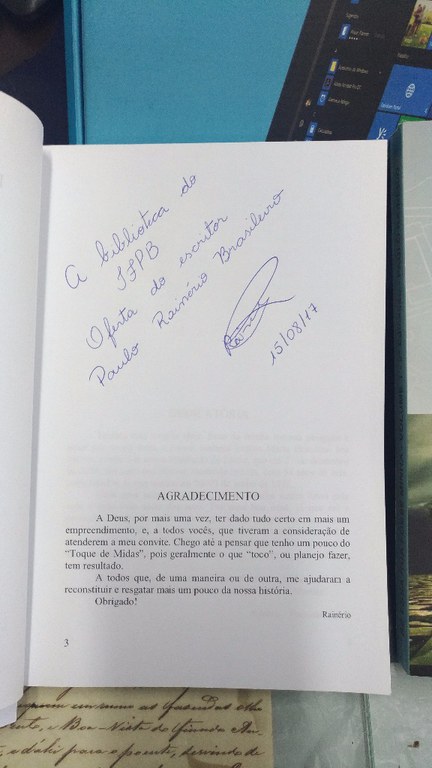 A biblioteca do
IFPB
Oferta do escritor
Paulo Rainério Brasileiro
15/08/17
AGRADECIMENTO
A Deus, por mais uma vez, ter dado tudo certo em mais um
empreendimento, e, a todos vocês, que tiveram a consideração de
atenderem a meu convite. Chego até a pensar que tenho um pouco do
“Toque de Midas”, pois geralmente o que “toco”, ou planejo fazer,
tem resultado.
A todos que, de uma maneira ou de outra, me ajudaram a
reconstituir e resgatar mais um pouco da nossa história.
Obrigado!
Rainério
3